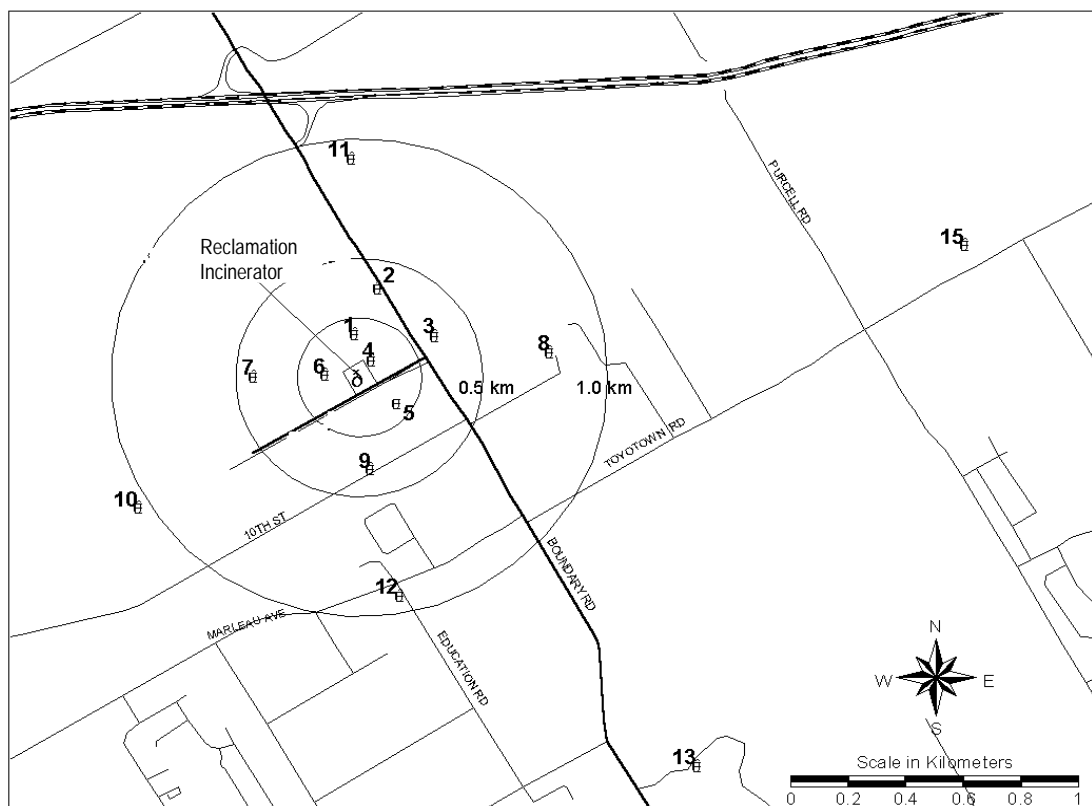 11
PURCELL RD
15
Reclamation
Incinerator
2
1
3
4
8
7
6
ð
0.5 km
1.0 km
5
TOYOTOWN RD
9
10
10TH ST
12
BOUNDARY RD
MARLEAU AVE
EDUCATION RD
N
W
E
S
13
Scale in Kilometers
0 0.2 0.4 0.6 0.8 1